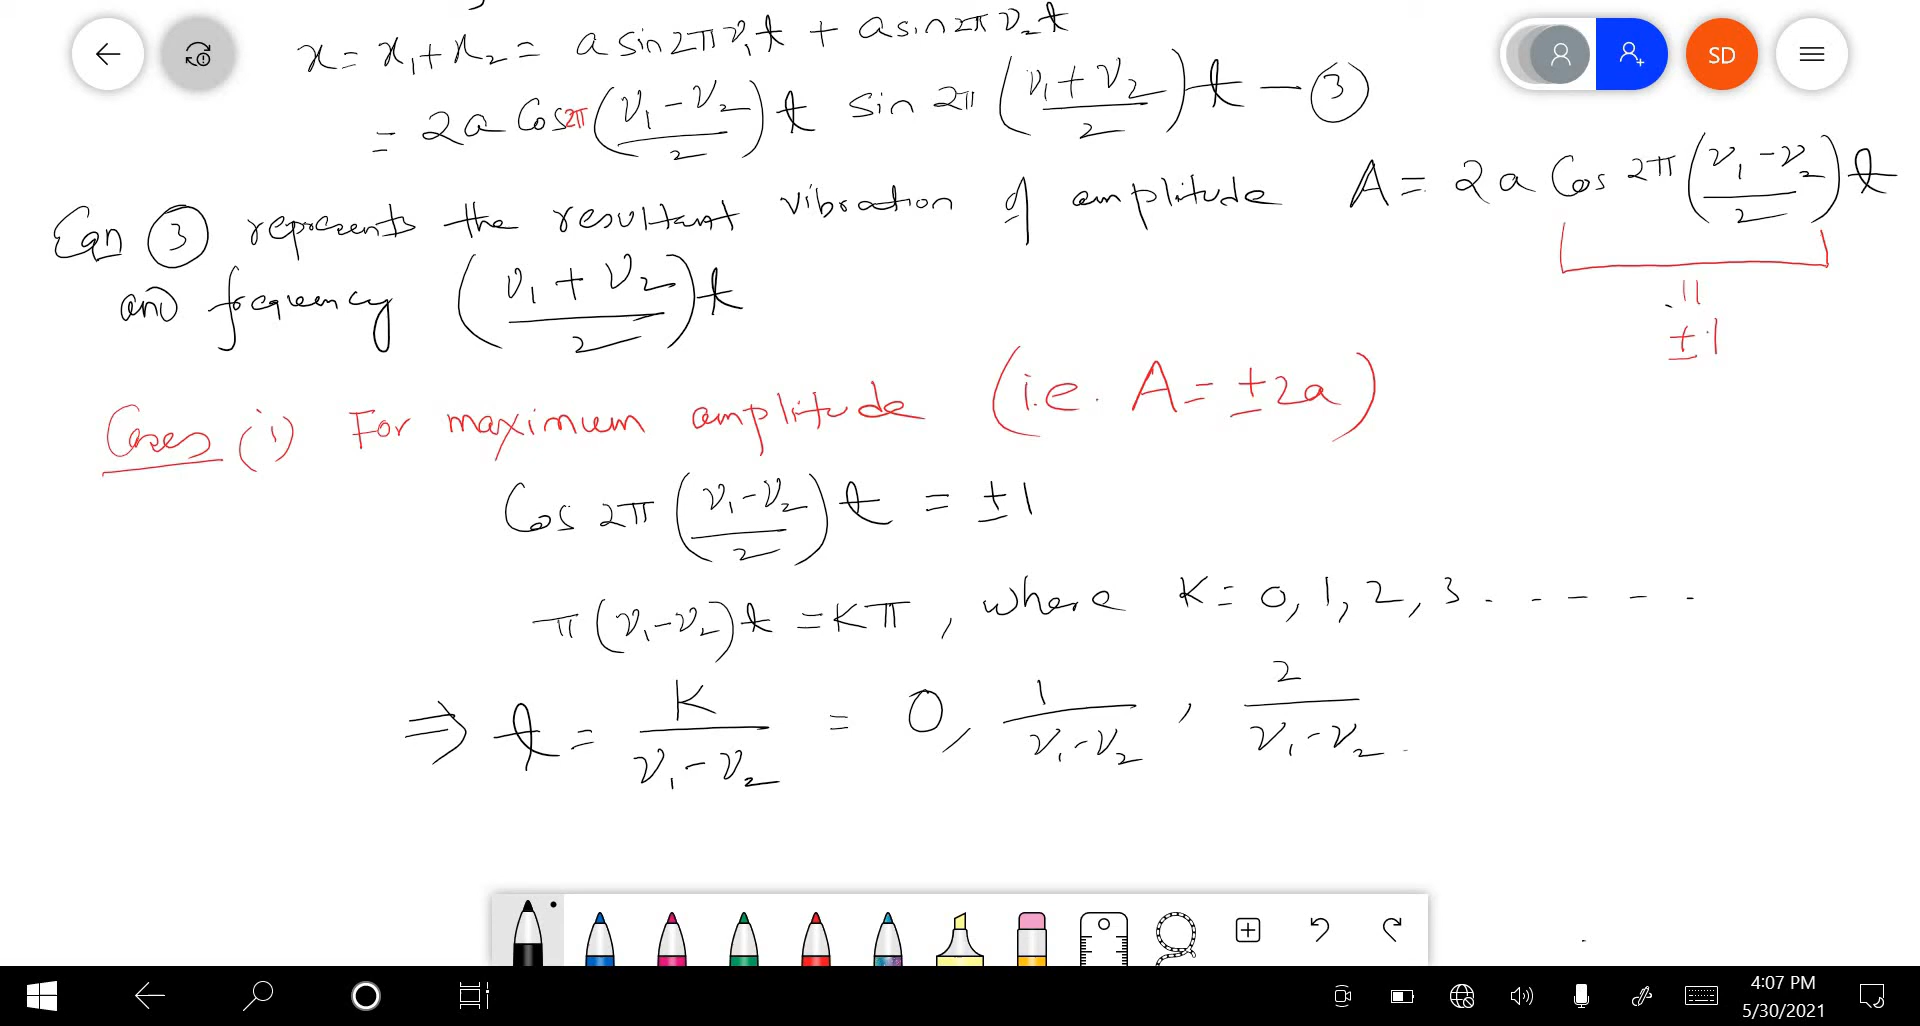 SD
x = x₁ + x₂ = a sin2πν₁t + a sin2πν₂t
= 2a Cos2π(ν₁ - ν₂/2)t sin 2π(ν₁ + ν₂/2)t — ③
Eqn ③ represents the resultant vibration of amplitude A = 2a Cos 2π(ν₁ - ν₂/2)t
and frequency (ν₁ + ν₂/2)t
=
±1
Cases (i) For maximum amplitude (i.e. A = ±2a)
Cos 2π(ν₁ - ν₂/2)t = ±1
π(ν₁ - ν₂)t = Kπ, where K = 0, 1, 2, 3 - - - - - -
⇒ t = K/ν₁ - ν₂ = 0, 1/ν₁ - ν₂, 2/ν₁ - ν₂ .
4:07 PM
5/30/2021